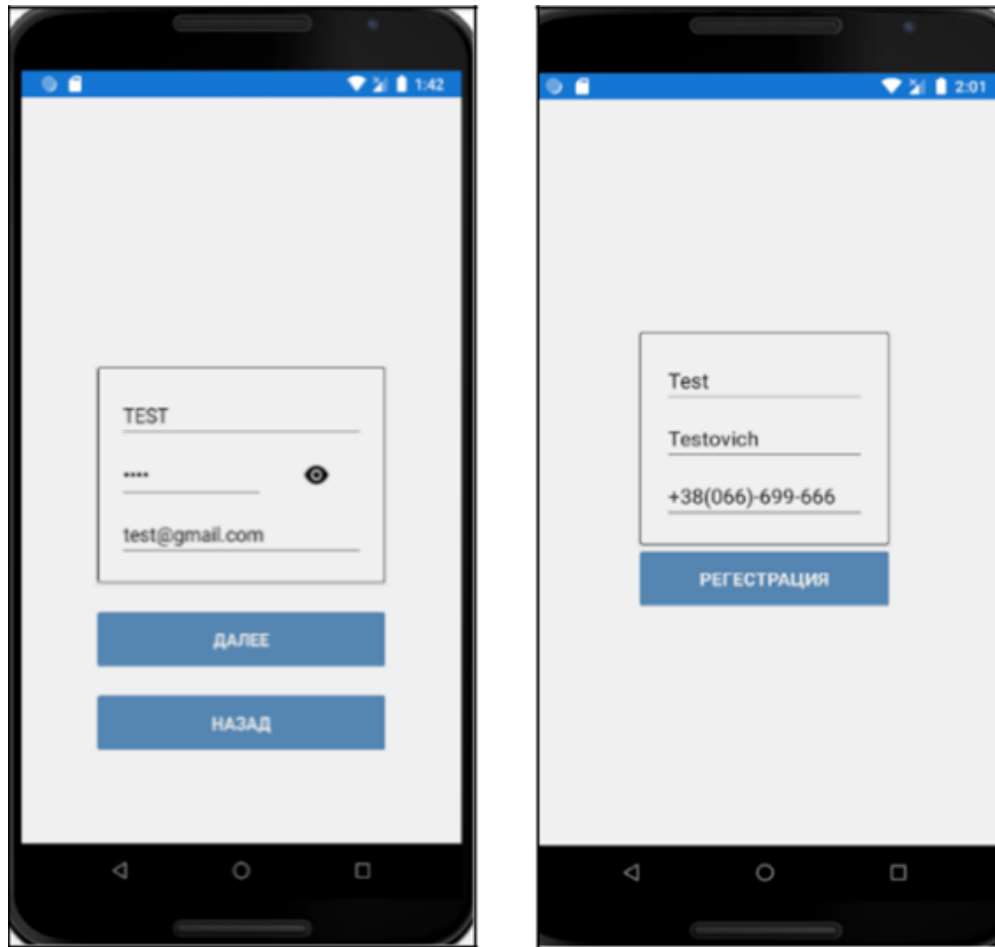 1:42
TEST
••••
test@gmail.com
ДАЛЕЕ
НАЗАД
2:01
Test
Testovich
+38(066)-699-666
РЕГЕСТРАЦИЯ